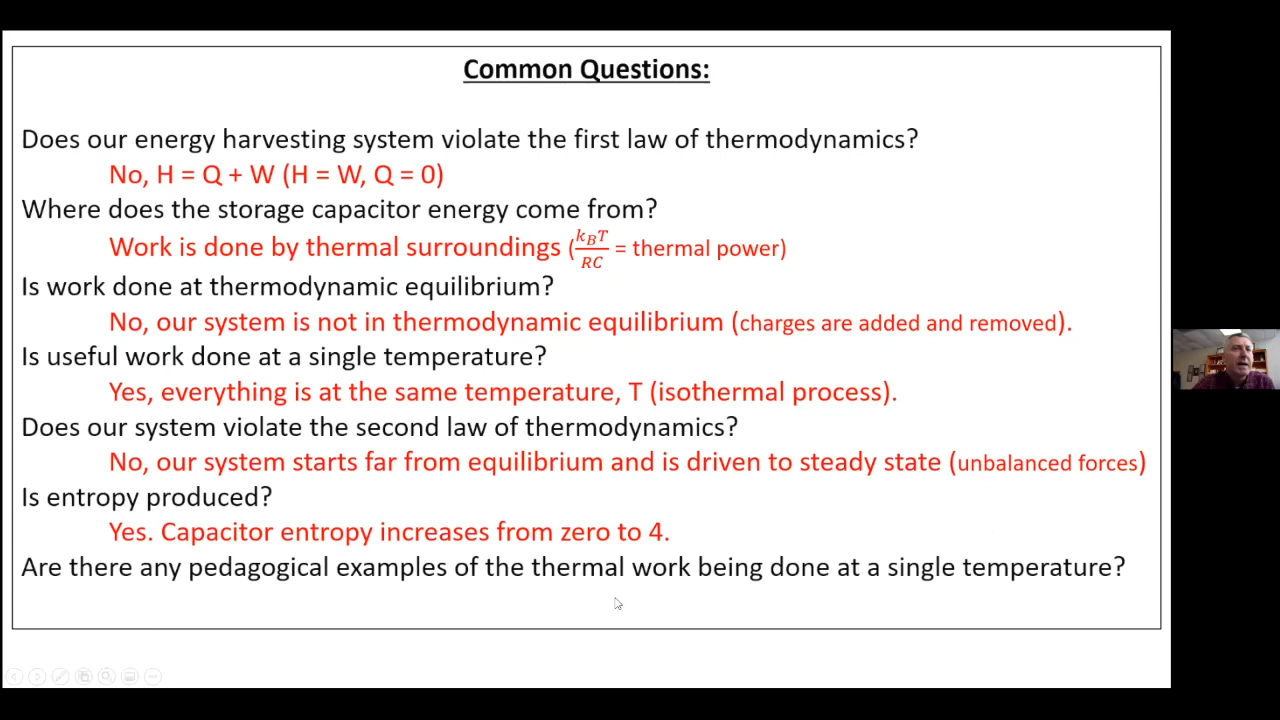 Common Questions:
Does our energy harvesting system violate the first law of thermodynamics?
No, H = Q + W (H = W, Q = 0)
Where does the storage capacitor energy come from?
Work is done by thermal surroundings (k_B T / RC = thermal power)
Is work done at thermodynamic equilibrium?
No, our system is not in thermodynamic equilibrium (charges are added and removed).
Is useful work done at a single temperature?
Yes, everything is at the same temperature, T (isothermal process).
Does our system violate the second law of thermodynamics?
No, our system starts far from equilibrium and is driven to steady state (unbalanced forces)
Is entropy produced?
Yes. Capacitor entropy increases from zero to 4.
Are there any pedagogical examples of the thermal work being done at a single temperature?